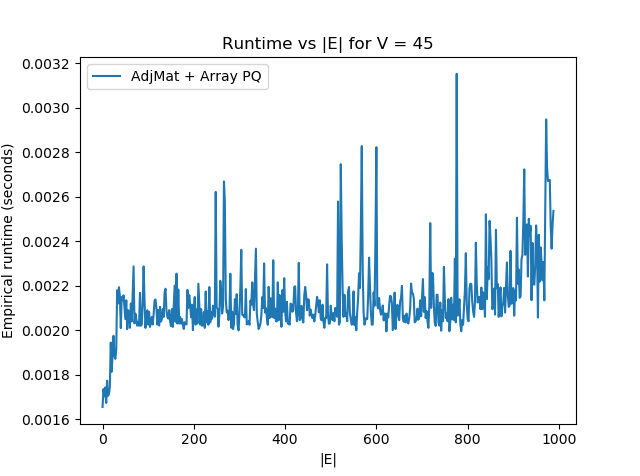 Runtime vs |E| for V = 45
AdjMat + Array PQ
Empirical runtime (seconds)
0.0032
0.0030
0.0028
0.0026
0.0024
0.0022
0.0020
0.0018
0.0016
0 200 400 600 800 1000
|E|